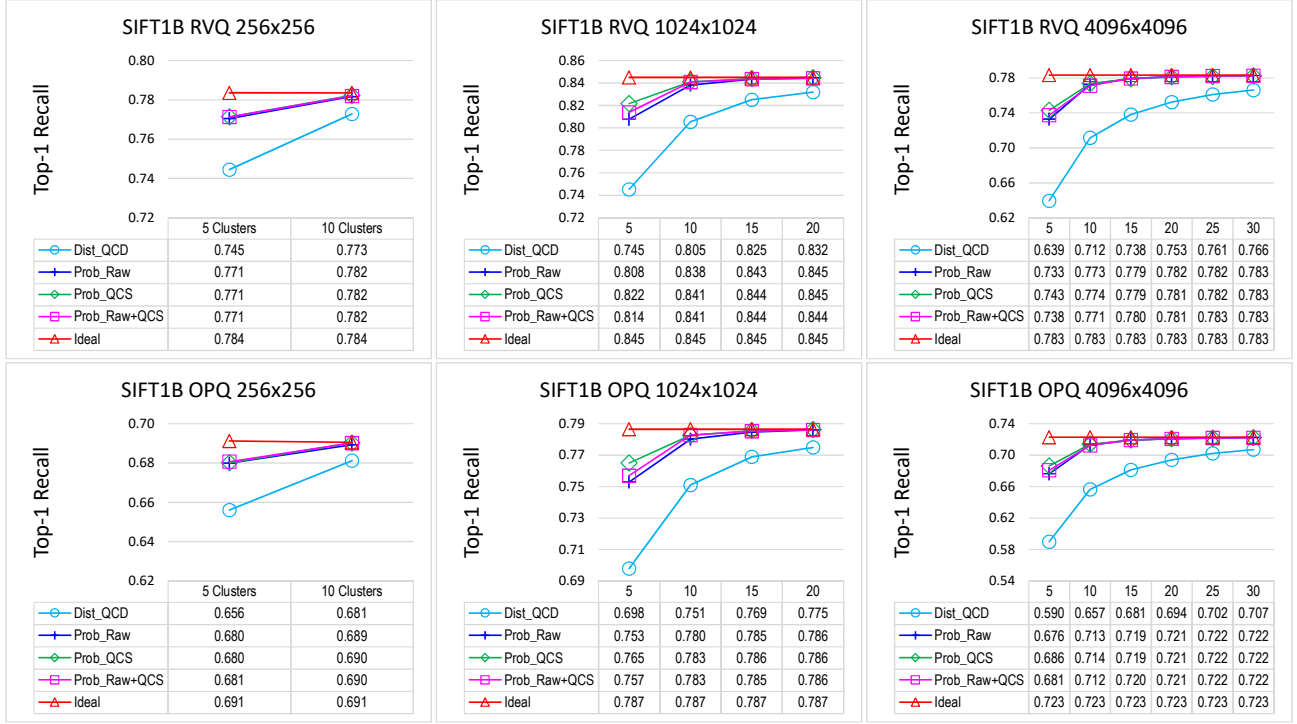 SIFT1B RVQ 256x256
Top-1 Recall
0.80
0.78
0.76
0.74
0.72
5 Clusters 10 Clusters
Dist_QCD 0.745 0.773
Prob_Raw 0.771 0.782
Prob_QCS 0.771 0.782
Prob_Raw+QCS 0.771 0.782
Ideal 0.784 0.784
SIFT1B RVQ 1024x1024
Top-1 Recall
0.86
0.84
0.82
0.80
0.78
0.76
0.74
0.72
5 10 15 20
Dist_QCD 0.745 0.805 0.825 0.832
Prob_Raw 0.808 0.838 0.843 0.845
Prob_QCS 0.822 0.841 0.844 0.845
Prob_Raw+QCS 0.814 0.841 0.844 0.844
Ideal 0.845 0.845 0.845 0.845
SIFT1B RVQ 4096x4096
Top-1 Recall
0.78
0.74
0.70
0.66
0.62
5 10 15 20 25 30
Dist_QCD 0.639 0.712 0.738 0.753 0.761 0.766
Prob_Raw 0.733 0.773 0.779 0.782 0.782 0.783
Prob_QCS 0.743 0.774 0.779 0.781 0.782 0.783
Prob_Raw+QCS 0.738 0.771 0.780 0.781 0.783 0.783
Ideal 0.783 0.783 0.783 0.783 0.783 0.783
SIFT1B OPQ 256x256
Top-1 Recall
0.70
0.68
0.66
0.64
0.62
5 Clusters 10 Clusters
Dist_QCD 0.656 0.681
Prob_Raw 0.680 0.689
Prob_QCS 0.680 0.690
Prob_Raw+QCS 0.681 0.690
Ideal 0.691 0.691
SIFT1B OPQ 1024x1024
Top-1 Recall
0.79
0.77
0.75
0.73
0.71
0.69
5 10 15 20
Dist_QCD 0.698 0.751 0.769 0.775
Prob_Raw 0.753 0.780 0.785 0.786
Prob_QCS 0.765 0.783 0.786 0.786
Prob_Raw+QCS 0.757 0.783 0.785 0.786
Ideal 0.787 0.787 0.787 0.787
SIFT1B OPQ 4096x4096
Top-1 Recall
0.74
0.70
0.66
0.62
0.58
0.54
5 10 15 20 25 30
Dist_QCD 0.590 0.657 0.681 0.694 0.702 0.707
Prob_Raw 0.676 0.713 0.719 0.721 0.722 0.722
Prob_QCS 0.686 0.714 0.719 0.721 0.722 0.722
Prob_Raw+QCS 0.681 0.712 0.720 0.721 0.722 0.722
Ideal 0.723 0.723 0.723 0.723 0.723 0.723